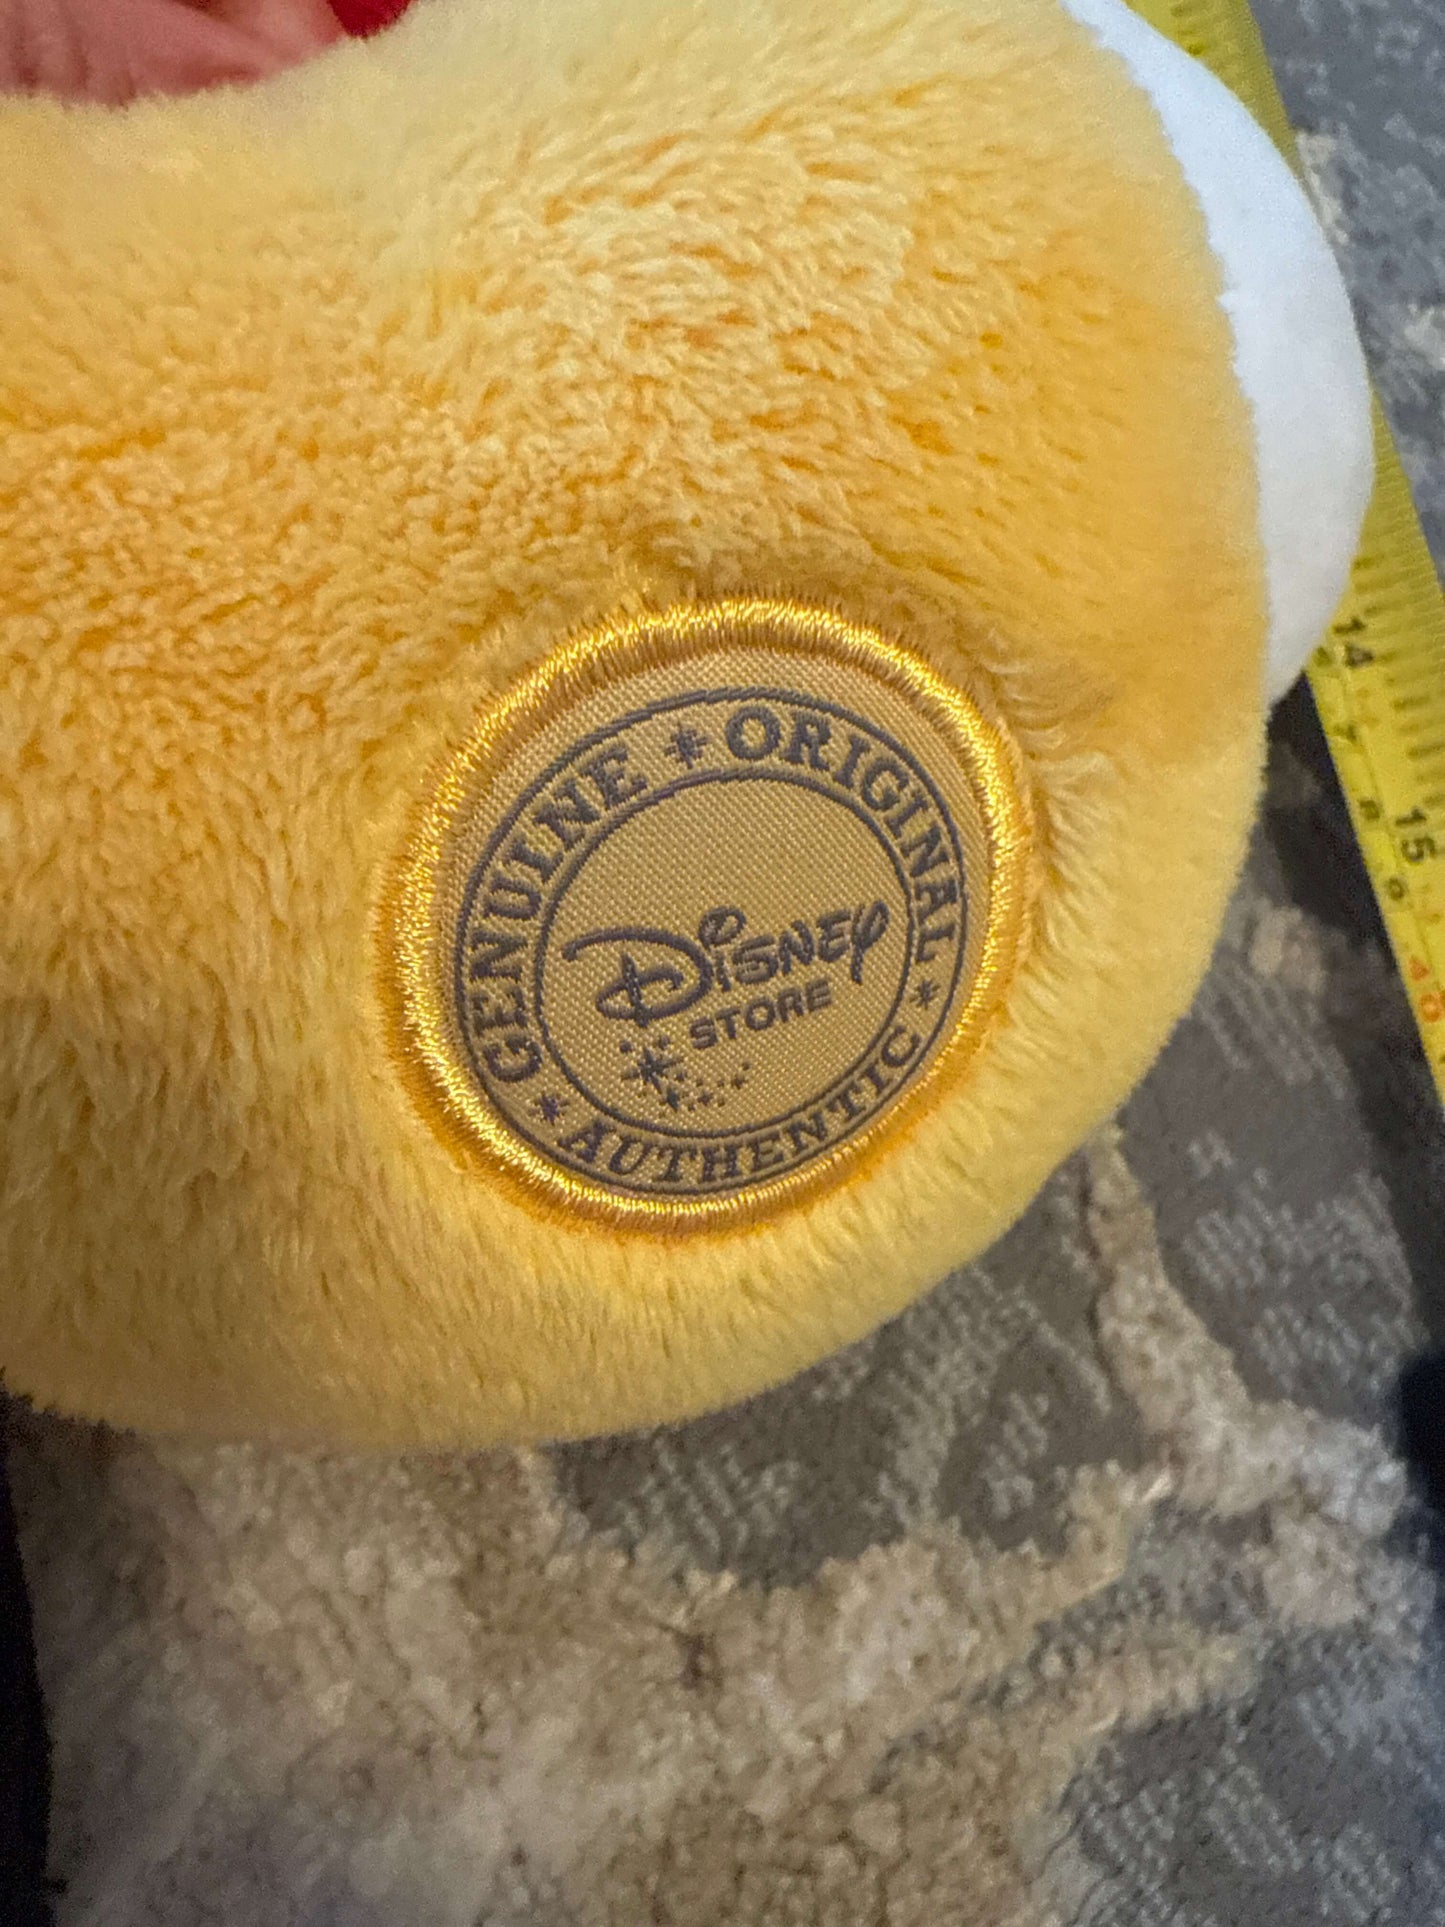 GENUINE * ORIGINAL * AUTHENTIC *
Disney
STORE
14
15